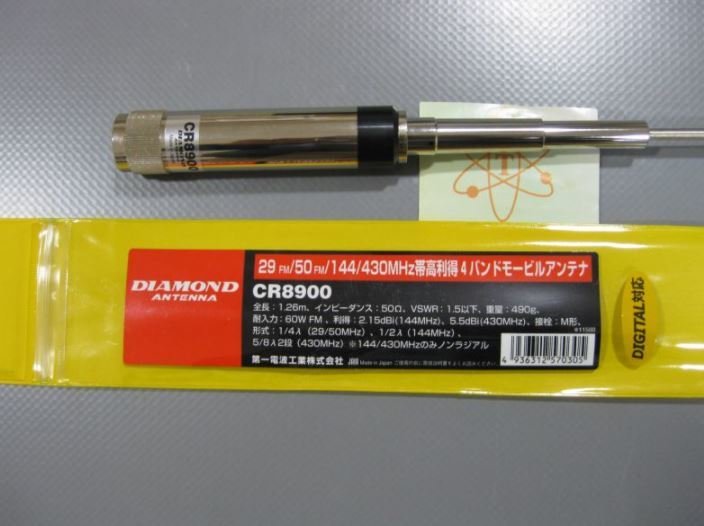 CR8900
DIAMOND
T
29 FM/50 FM/144/430MHz帯高利得4バンドモービルアンテナ
DIAMOND
ANTENNA
CR8900
全長：1.26m、インピーダンス：50Ω、VSWR：1.5以下、重量：490g、
耐入力：60W FM 、利得：2.15dBi(144MHz)、5.5dBi(430MHz)、接栓：M形、
形式：1/4λ (29/50MHz) 、1/2λ (144MHz) 、
5/8λ2段 (430MHz) ※144/430MHzのみノンラジアル
第一電波工業株式会社 Made in Japan
4 936312 570305
DIGITAL対応